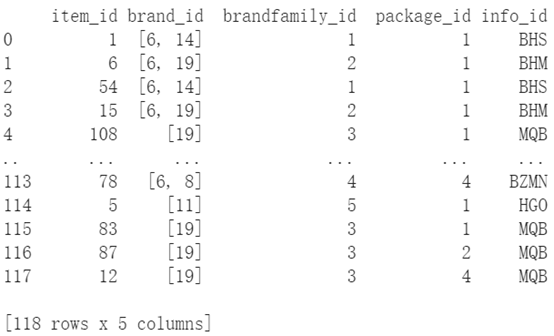 item_id brand_id brandfamily_id package_id info_id
0 1 [6, 14] 1 1 BHS
1 6 [6, 19] 2 1 BHM
2 54 [6, 14] 1 1 BHS
3 15 [6, 19] 2 1 BHM
4 108 [19] 3 1 MQB
.. ... ... ... ... ...
113 78 [6, 8] 4 4 BZMN
114 5 [11] 5 1 HGO
115 83 [19] 3 1 MQB
116 87 [19] 3 2 MQB
117 12 [19] 3 4 MQB
[118 rows x 5 columns]